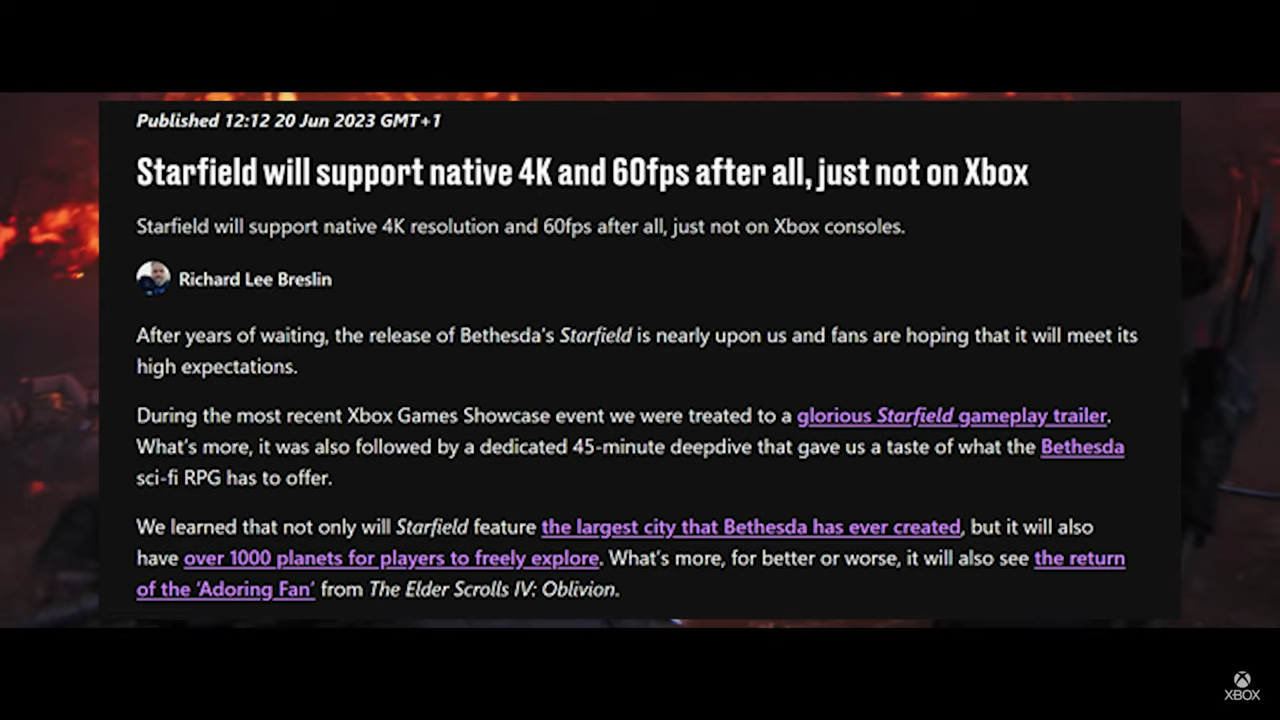 Published 12:12 20 Jun 2023 GMT+1
Starfield will support native 4K and 60fps after all, just not on Xbox
Starfield will support native 4K resolution and 60fps after all, just not on Xbox consoles.
Richard Lee Breslin
After years of waiting, the release of Bethesda's Starfield is nearly upon us and fans are hoping that it will meet its
high expectations.
During the most recent Xbox Games Showcase event we were treated to a glorious Starfield gameplay trailer.
What's more, it was also followed by a dedicated 45-minute deepdive that gave us a taste of what the Bethesda
sci-fi RPG has to offer.
We learned that not only will Starfield feature the largest city that Bethesda has ever created, but it will also
have over 1000 planets for players to freely explore. What's more, for better or worse, it will also see the return
of the 'Adoring Fan' from The Elder Scrolls IV: Oblivion.
XBOX